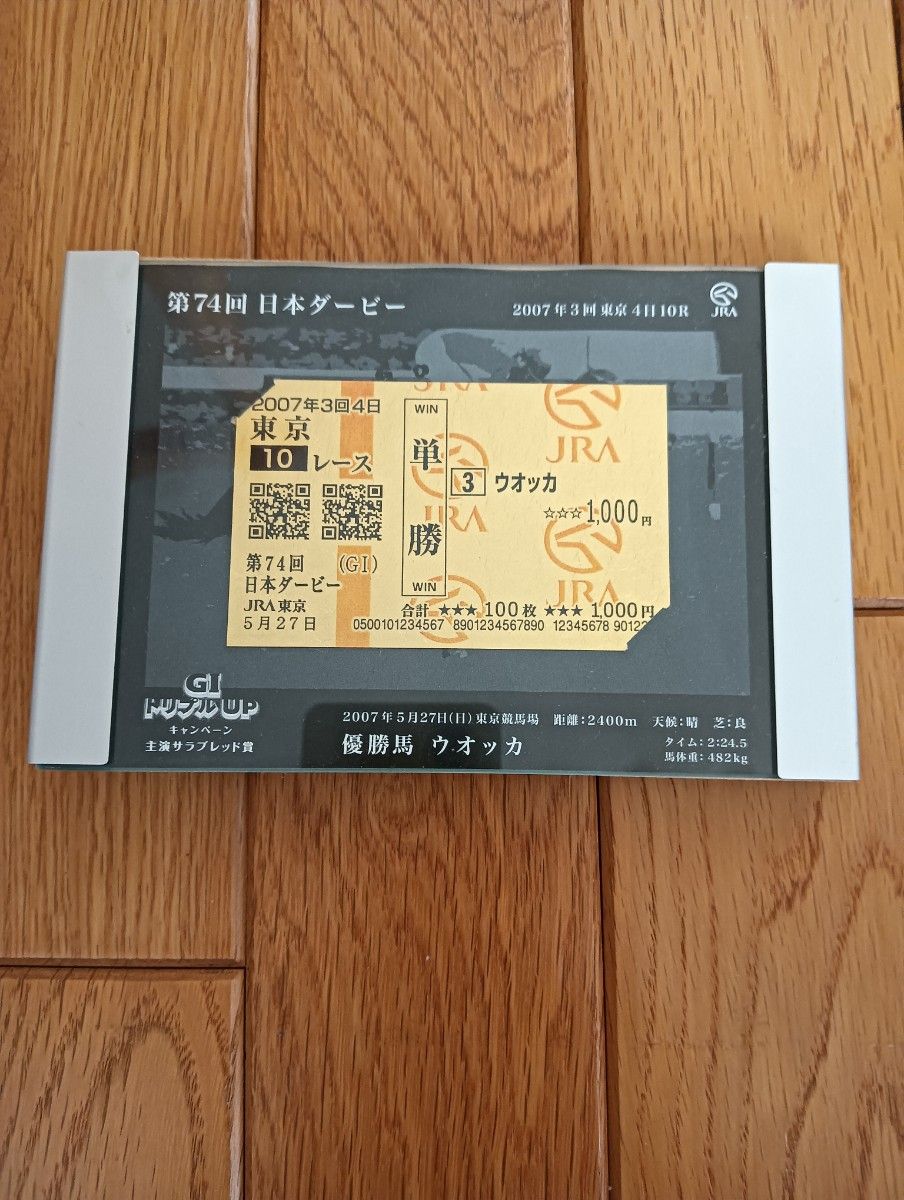 第74回 日本ダービー
2007年3回 東京 4日10R
JRA
2007年3回4日
東京
10 レース
第74回 (GI)
日本ダービー
JRA東京
5月27日
WIN
単勝
WIN
3 ウオッカ
☆☆☆1,000円
合計 ★★★100枚 ★★★1,000円
0500101234567 8901234567890 12345678 90122
JRA
JRA
JRA
JRA
GI
トリプルUP
キャンペーン
主演サラブレッド賞
2007年5月27日(日) 東京競馬場 距離:2400m 天候:晴 芝:良
優勝馬 ウオッカ
タイム:2:24.5
馬体重:482kg